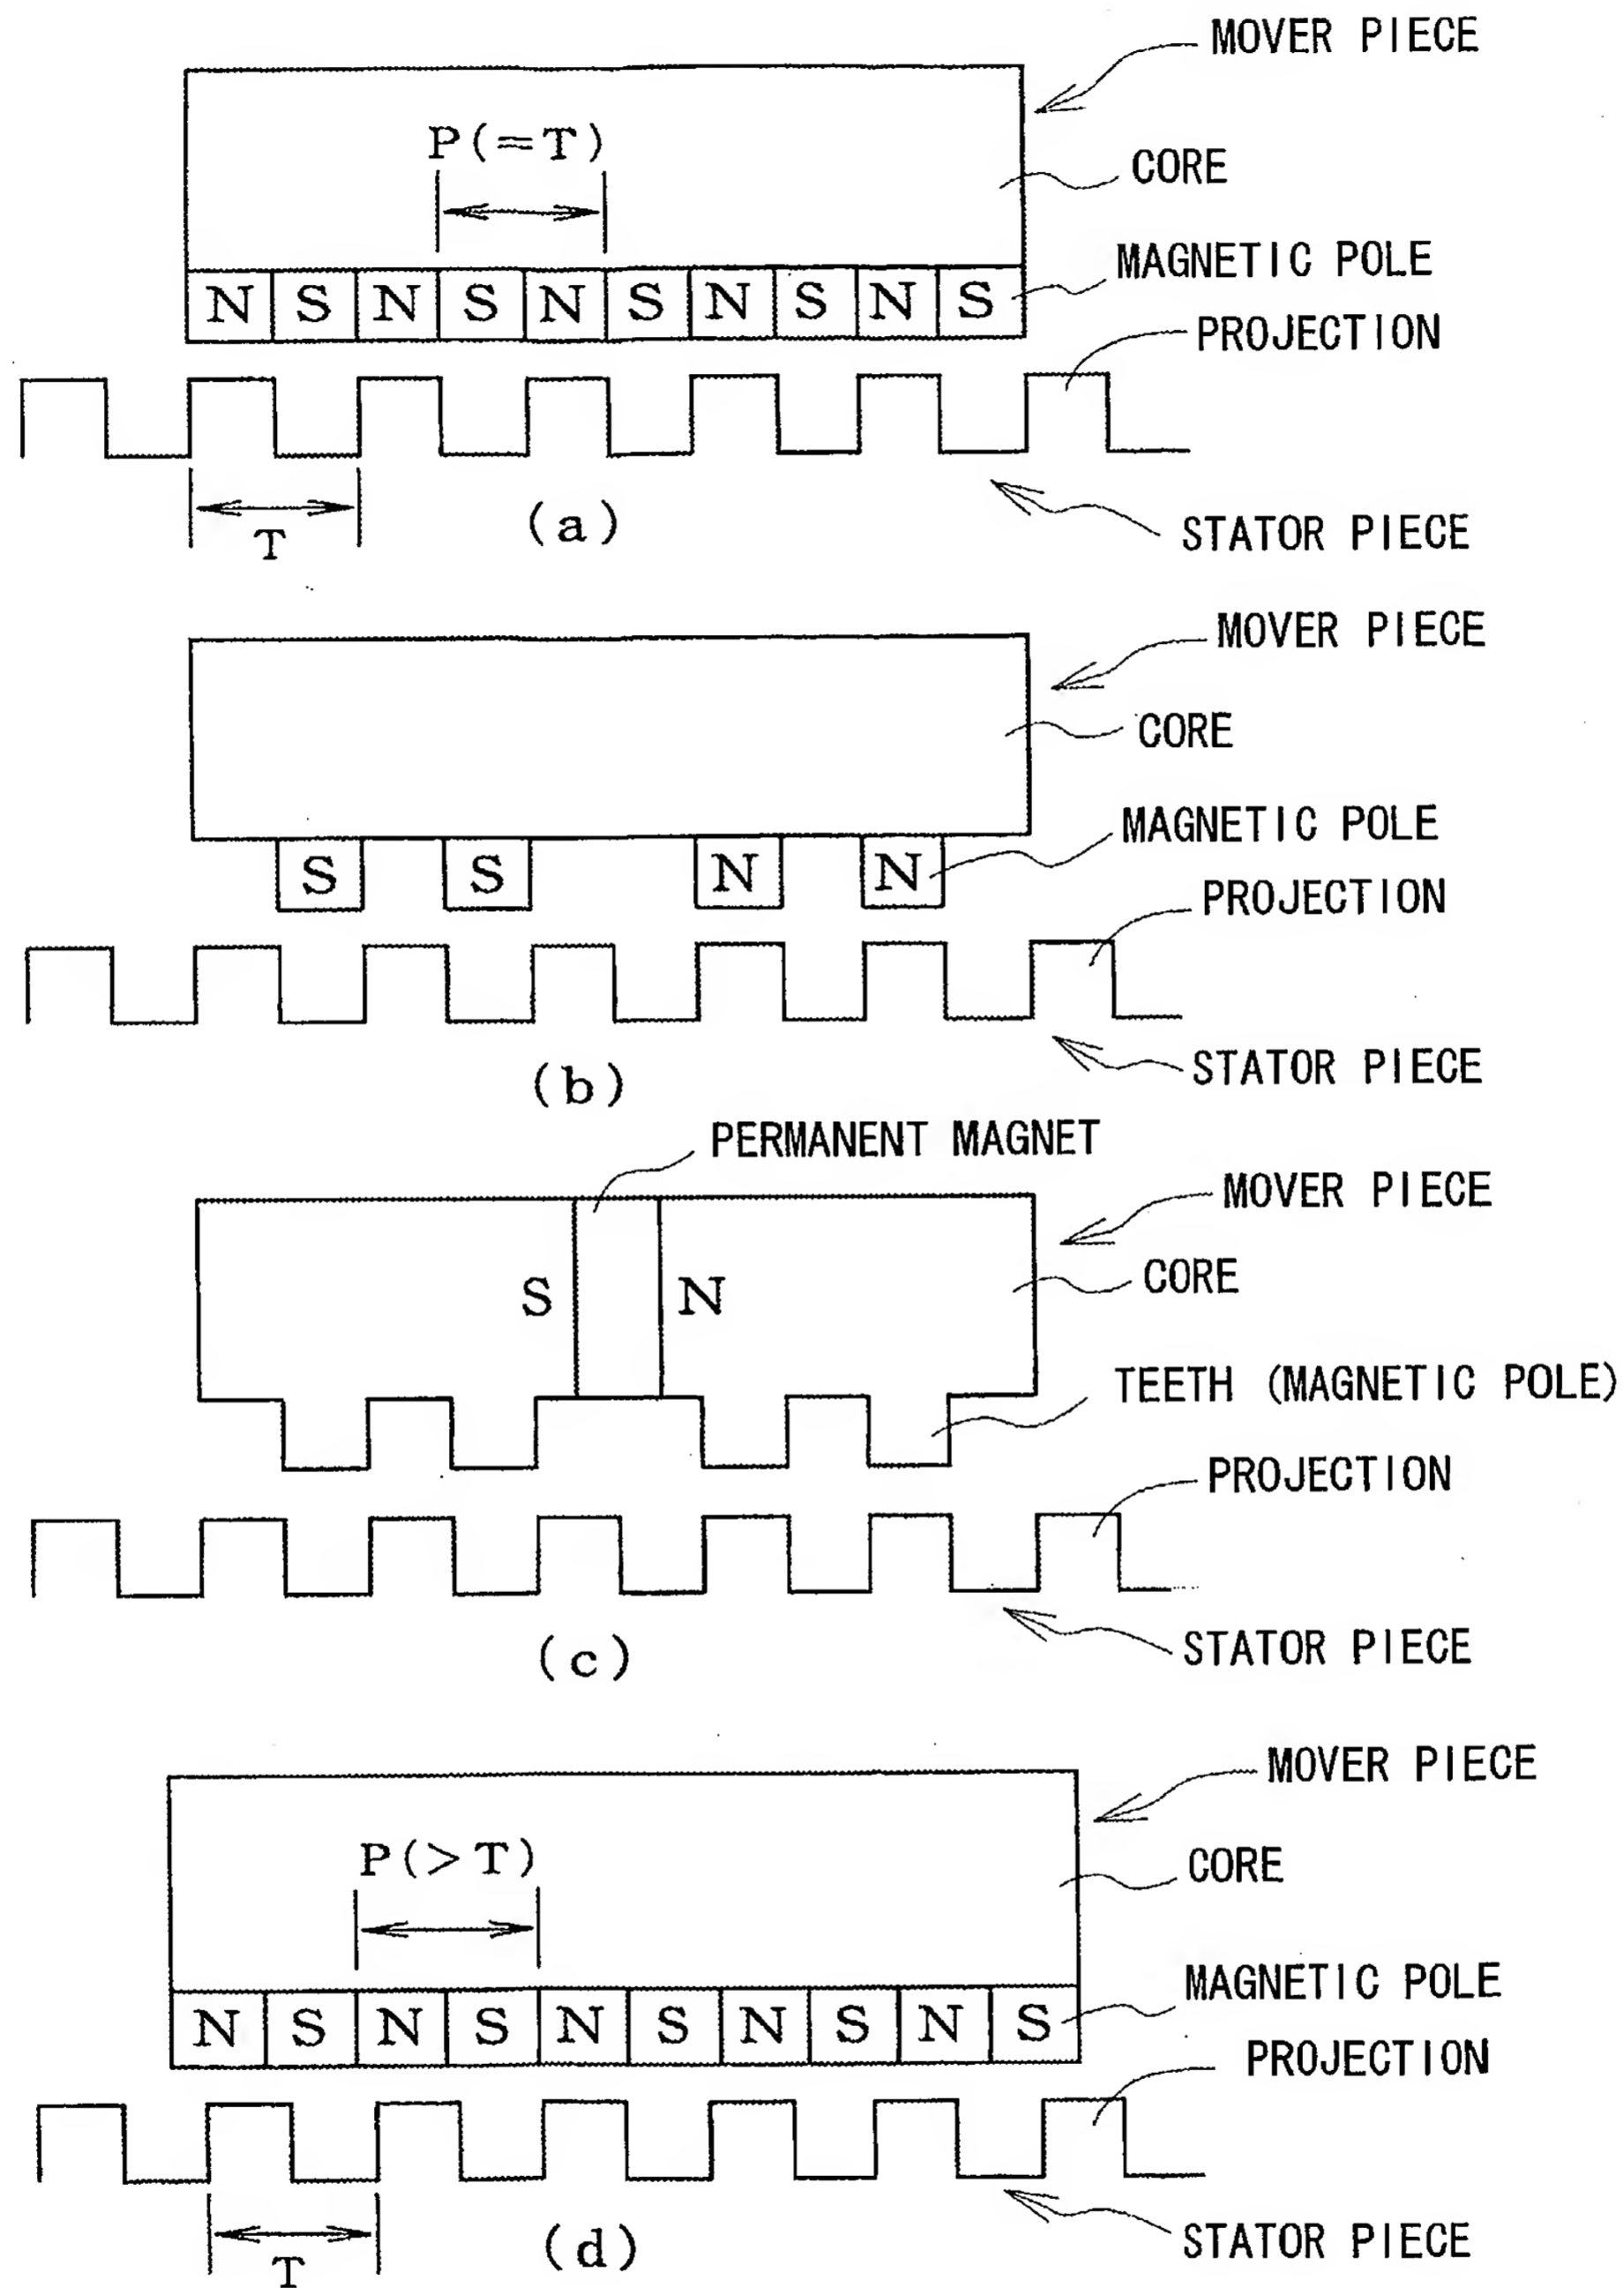 MOVER PIECE
P(=T)
CORE
MAGNETIC POLE
N S N S N S N S N S
PROJECTION
T
(a)
STATOR PIECE
MOVER PIECE
CORE
MAGNETIC POLE
S S N N
PROJECTION
(b)
STATOR PIECE
PERMANENT MAGNET
MOVER PIECE
S N
CORE
TEETH (MAGNETIC POLE)
PROJECTION
(c)
STATOR PIECE
MOVER PIECE
P(>T)
CORE
MAGNETIC POLE
N S N S N S N S N S
PROJECTION
T
(d)
STATOR PIECE